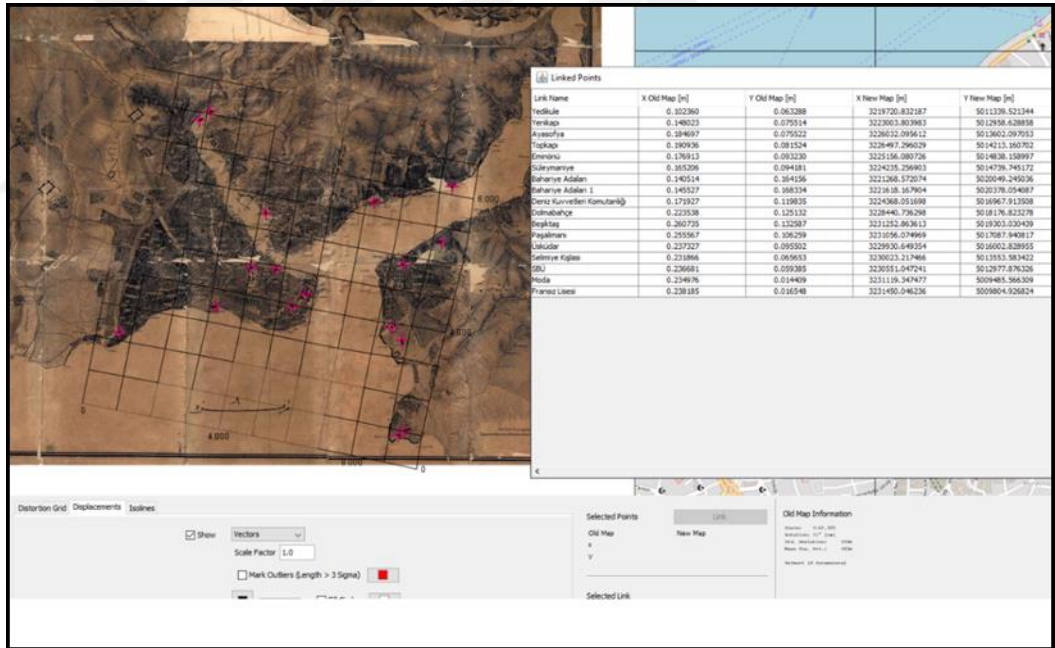 Linked Points
Link Name X Old Map [m] Y Old Map [m] X New Map [m] Y New Map [m]
Yedikule 0.102360 0.063288 3219720.832187 5011339.521344
Yenikapı 0.148023 0.075514 3223003.803983 5012958.628858
Ayasofya 0.184697 0.075522 3226032.095612 5013602.097053
Topkapı 0.190936 0.081524 3226497.296029 5014213.160702
Eminönü 0.176913 0.093230 3225156.080726 5014838.158997
Süleymaniye 0.165206 0.094181 3224235.256903 5014739.745172
Bahariye Adaları 0.140514 0.164156 3221268.572074 5020049.245036
Bahariye Adaları 1 0.145527 0.168334 3221618.167904 5020378.054087
Deniz Kuvvetleri Komutanlığı 0.171927 0.119835 3224368.051698 5016967.913508
Dolmabahçe 0.223538 0.125132 3228440.736298 5018176.823278
Beşiktaş 0.260735 0.132587 3231252.863613 5019303.030439
Paşalimanı 0.255567 0.106259 3231056.074969 5017087.940817
Üsküdar 0.237327 0.095502 3229930.649354 5016002.828955
Selimiye Kışlası 0.231866 0.065653 3230023.217466 5013553.583422
SBÜ 0.236681 0.059385 3230551.047241 5012977.876326
Moda 0.234976 0.014409 3231119.347477 5009485.566309
Fransız Lisesi 0.238185 0.016548 3231450.046236 5009804.926824
8 000
4 000
0
4 000
8 000
0
Distortion Grid Displacements Isolines
Show Vectors
Scale Factor 1.0
Mark Outliers (Length > 3 Sigma)
Selected Points Link
Old Map New Map
X
Y
Selected Link
Old Map Information